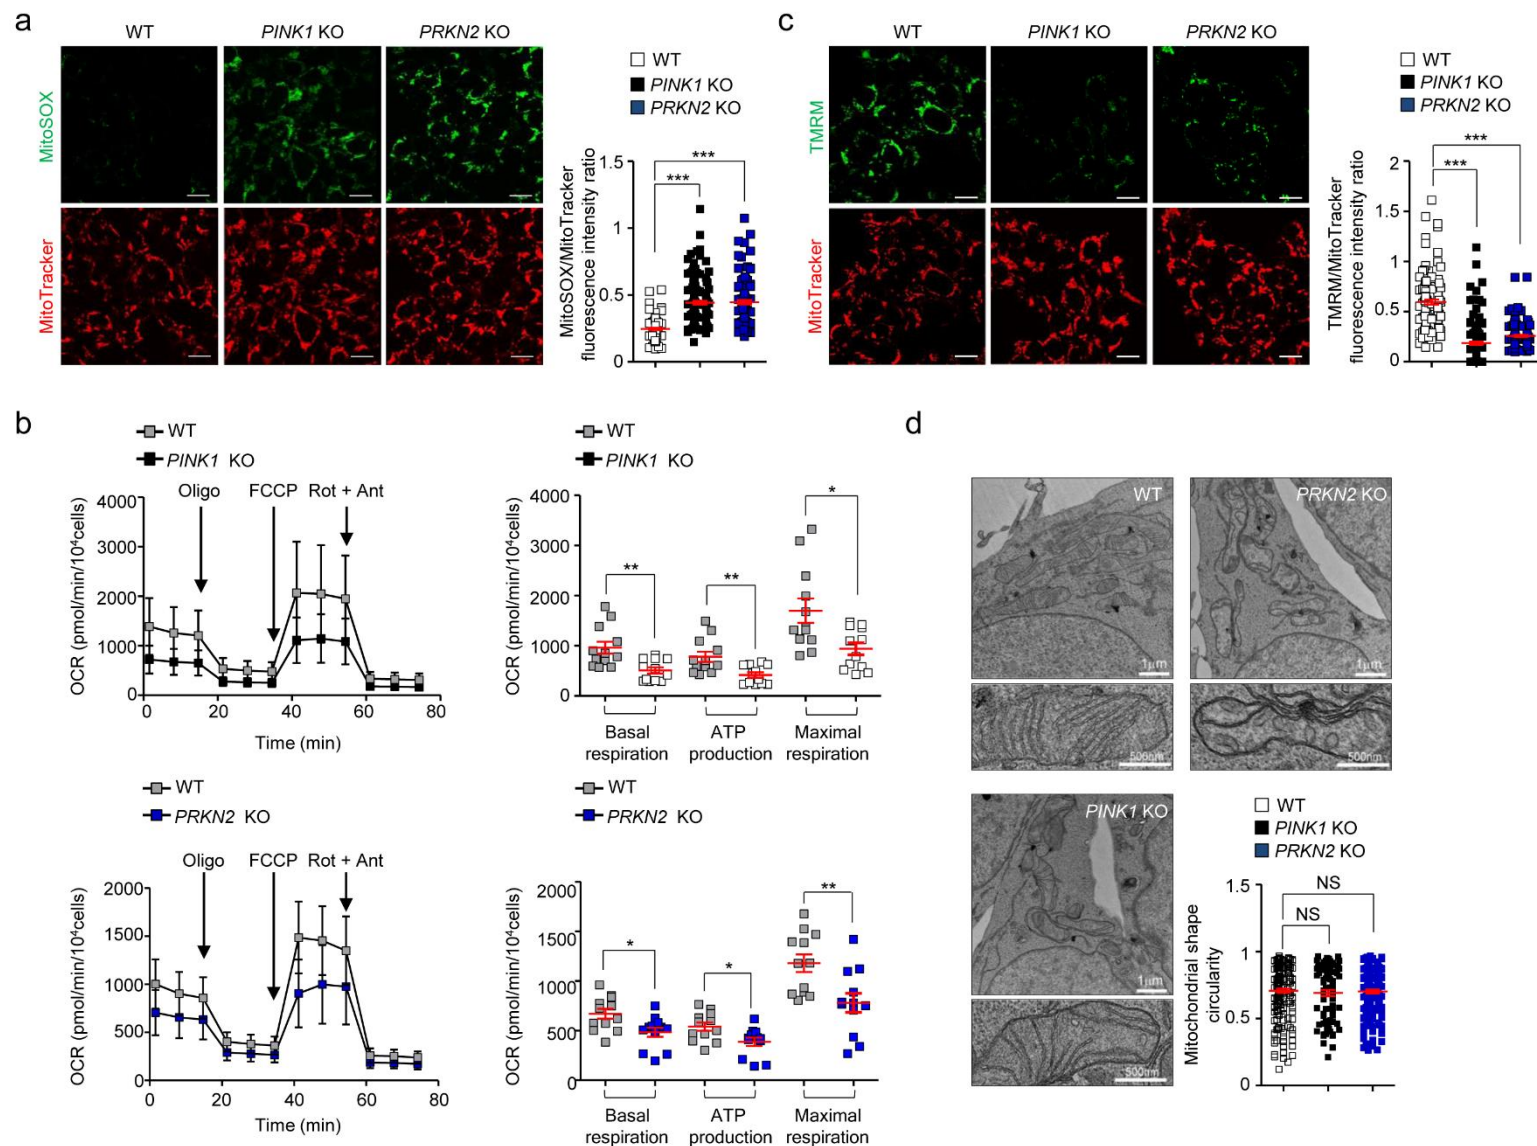 a
WT
PINK1 KO
PRKN2 KO
MitoSOX
MitoTracker
WT
PINK1 KO
PRKN2 KO
MitoSOX/MitoTracker
fluorescence intensity ratio
1.5
1
0.5
0
***
***
c
WT
PINK1 KO
PRKN2 KO
TMRM
MitoTracker
WT
PINK1 KO
PRKN2 KO
TMRM/MitoTracker
fluorescence intensity ratio
2
1.5
1
0.5
0
***
***
b
WT
PINK1 KO
Oligo
FCCP
Rot + Ant
OCR (pmol/min/10⁴cells)
4000
3000
2000
1000
0
0
20
40
60
80
Time (min)
WT
PINK1 KO
OCR (pmol/min/10⁴cells)
4000
3000
2000
1000
0
**
**
*
Basal
respiration
ATP
production
Maximal
respiration
WT
PRKN2 KO
Oligo
FCCP
Rot + Ant
OCR (pmol/min/10⁴cells)
2000
1500
1000
500
0
0
20
40
60
80
Time (min)
WT
PRKN2 KO
OCR (pmol/min/10⁴cells)
2000
1500
1000
500
0
*
*
**
Basal
respiration
ATP
production
Maximal
respiration
d
WT
1µm
500nm
PRKN2 KO
1µm
500nm
PINK1 KO
1µm
500nm
WT
PINK1 KO
PRKN2 KO
Mitochondrial shape
circularity
1.5
1
0.5
0
NS
NS